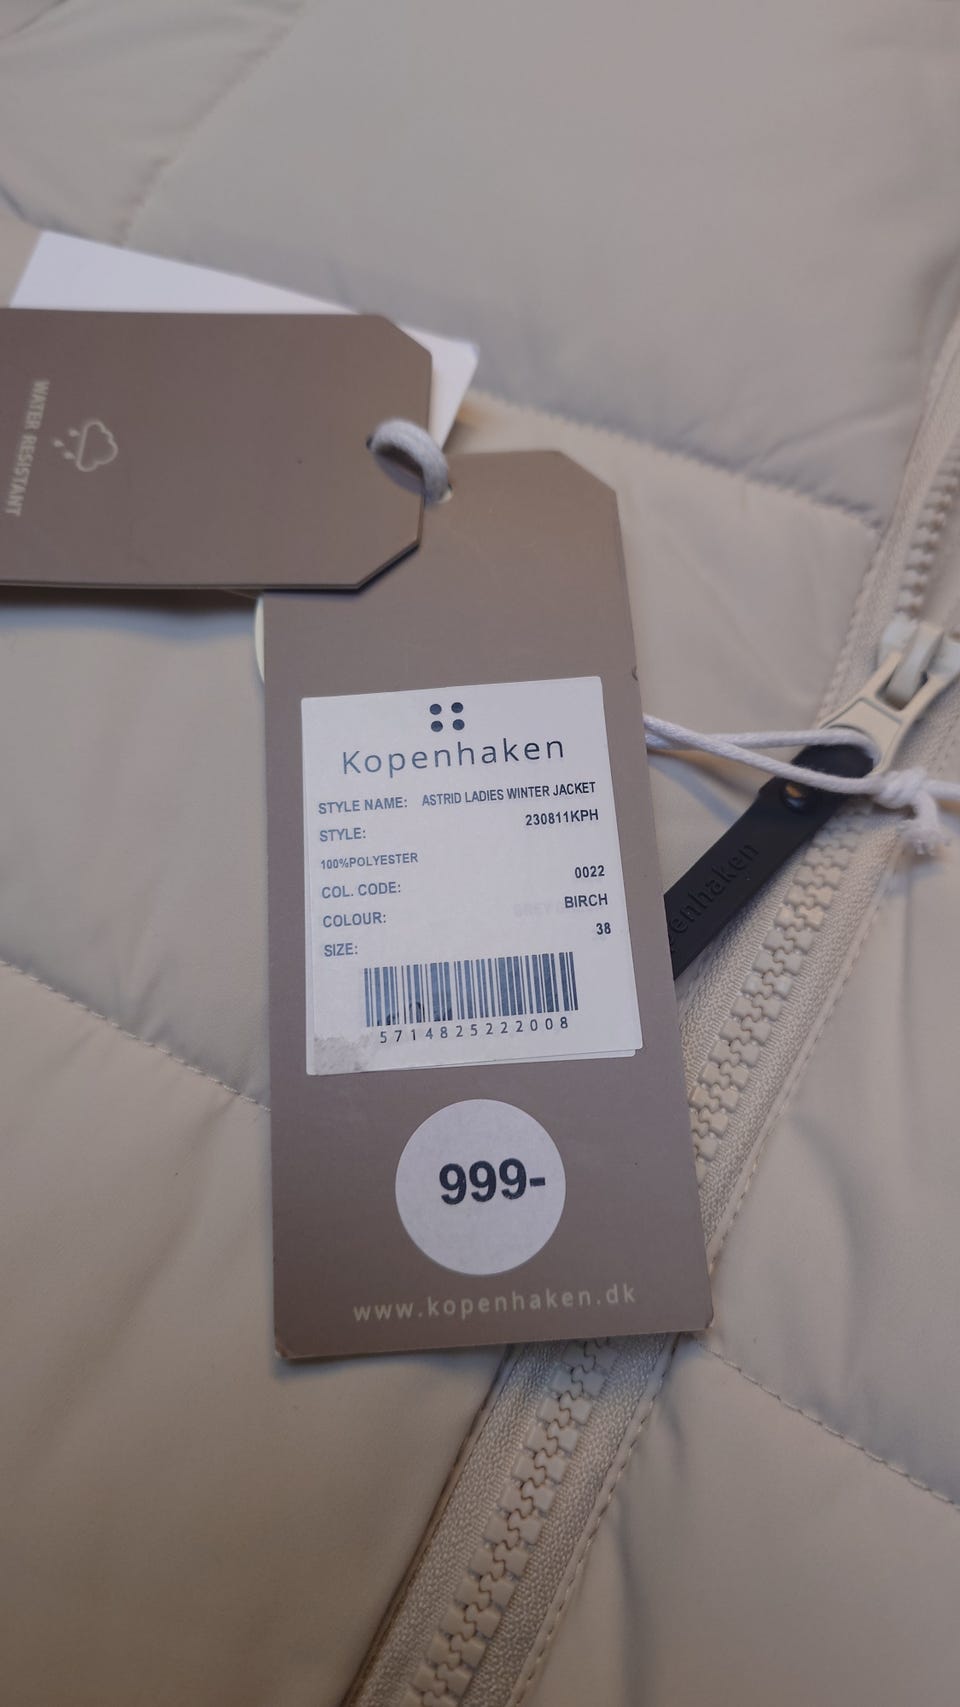 WATER RESISTANT
Kopenhaken
STYLE NAME: ASTRID LADIES WINTER JACKET
STYLE: 230811KPH
100%POLYESTER
COL. CODE: 0022
COLOUR: BIRCH
SIZE: 38
5714825222008
999-
www.kopenhaken.dk
penhaken